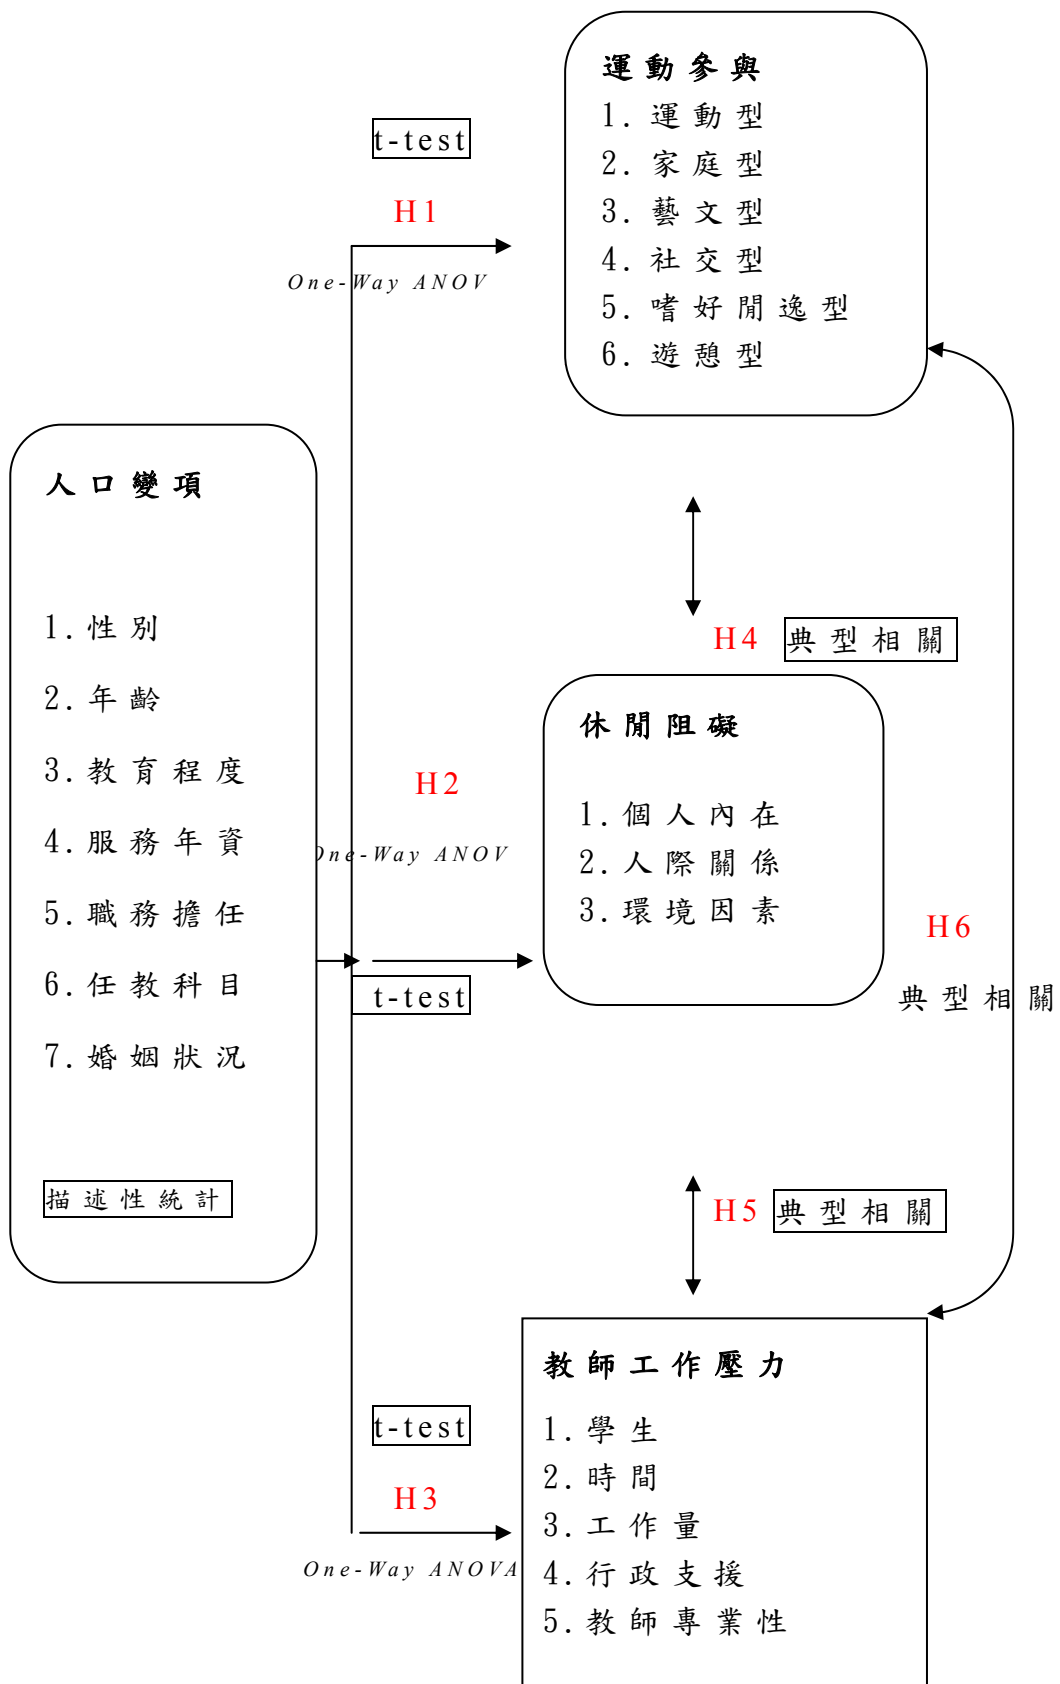 運動參與
1.運動型
2.家庭型
3.藝文型
4.社交型
5.嗜好閒逸型
6.遊憩型
t-test
H1
One-Way ANOV
人口變項
1.性別
2.年齡
3.教育程度
4.服務年資
5.職務擔任
6.任教科目
7.婚姻狀況
描述性統計
H4 典型相關
休閒阻礙
1.個人內在
2.人際關係
3.環境因素
H2
One-Way ANOV
t-test
H6
典型相關
H5 典型相關
教師工作壓力
1.學生
2.時間
3.工作量
4.行政支援
5.教師專業性
t-test
H3
One-Way ANOVA